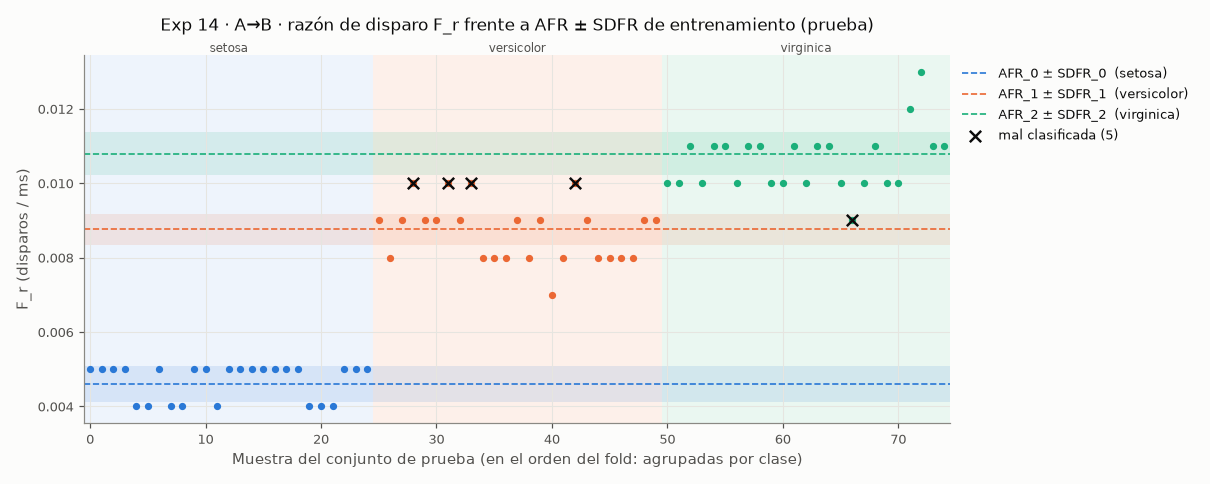 Exp 14 · A→B · razón de disparo F_r frente a AFR ± SDFR de entrenamiento (prueba)
setosa
versicolor
virginica
AFR_0 ± SDFR_0  (setosa)
AFR_1 ± SDFR_1  (versicolor)
AFR_2 ± SDFR_2  (virginica)
mal clasificada (5)
F_r (disparos / ms)
0.012
0.010
0.008
0.006
0.004
0 10 20 30 40 50 60 70
Muestra del conjunto de prueba (en el orden del fold: agrupadas por clase)